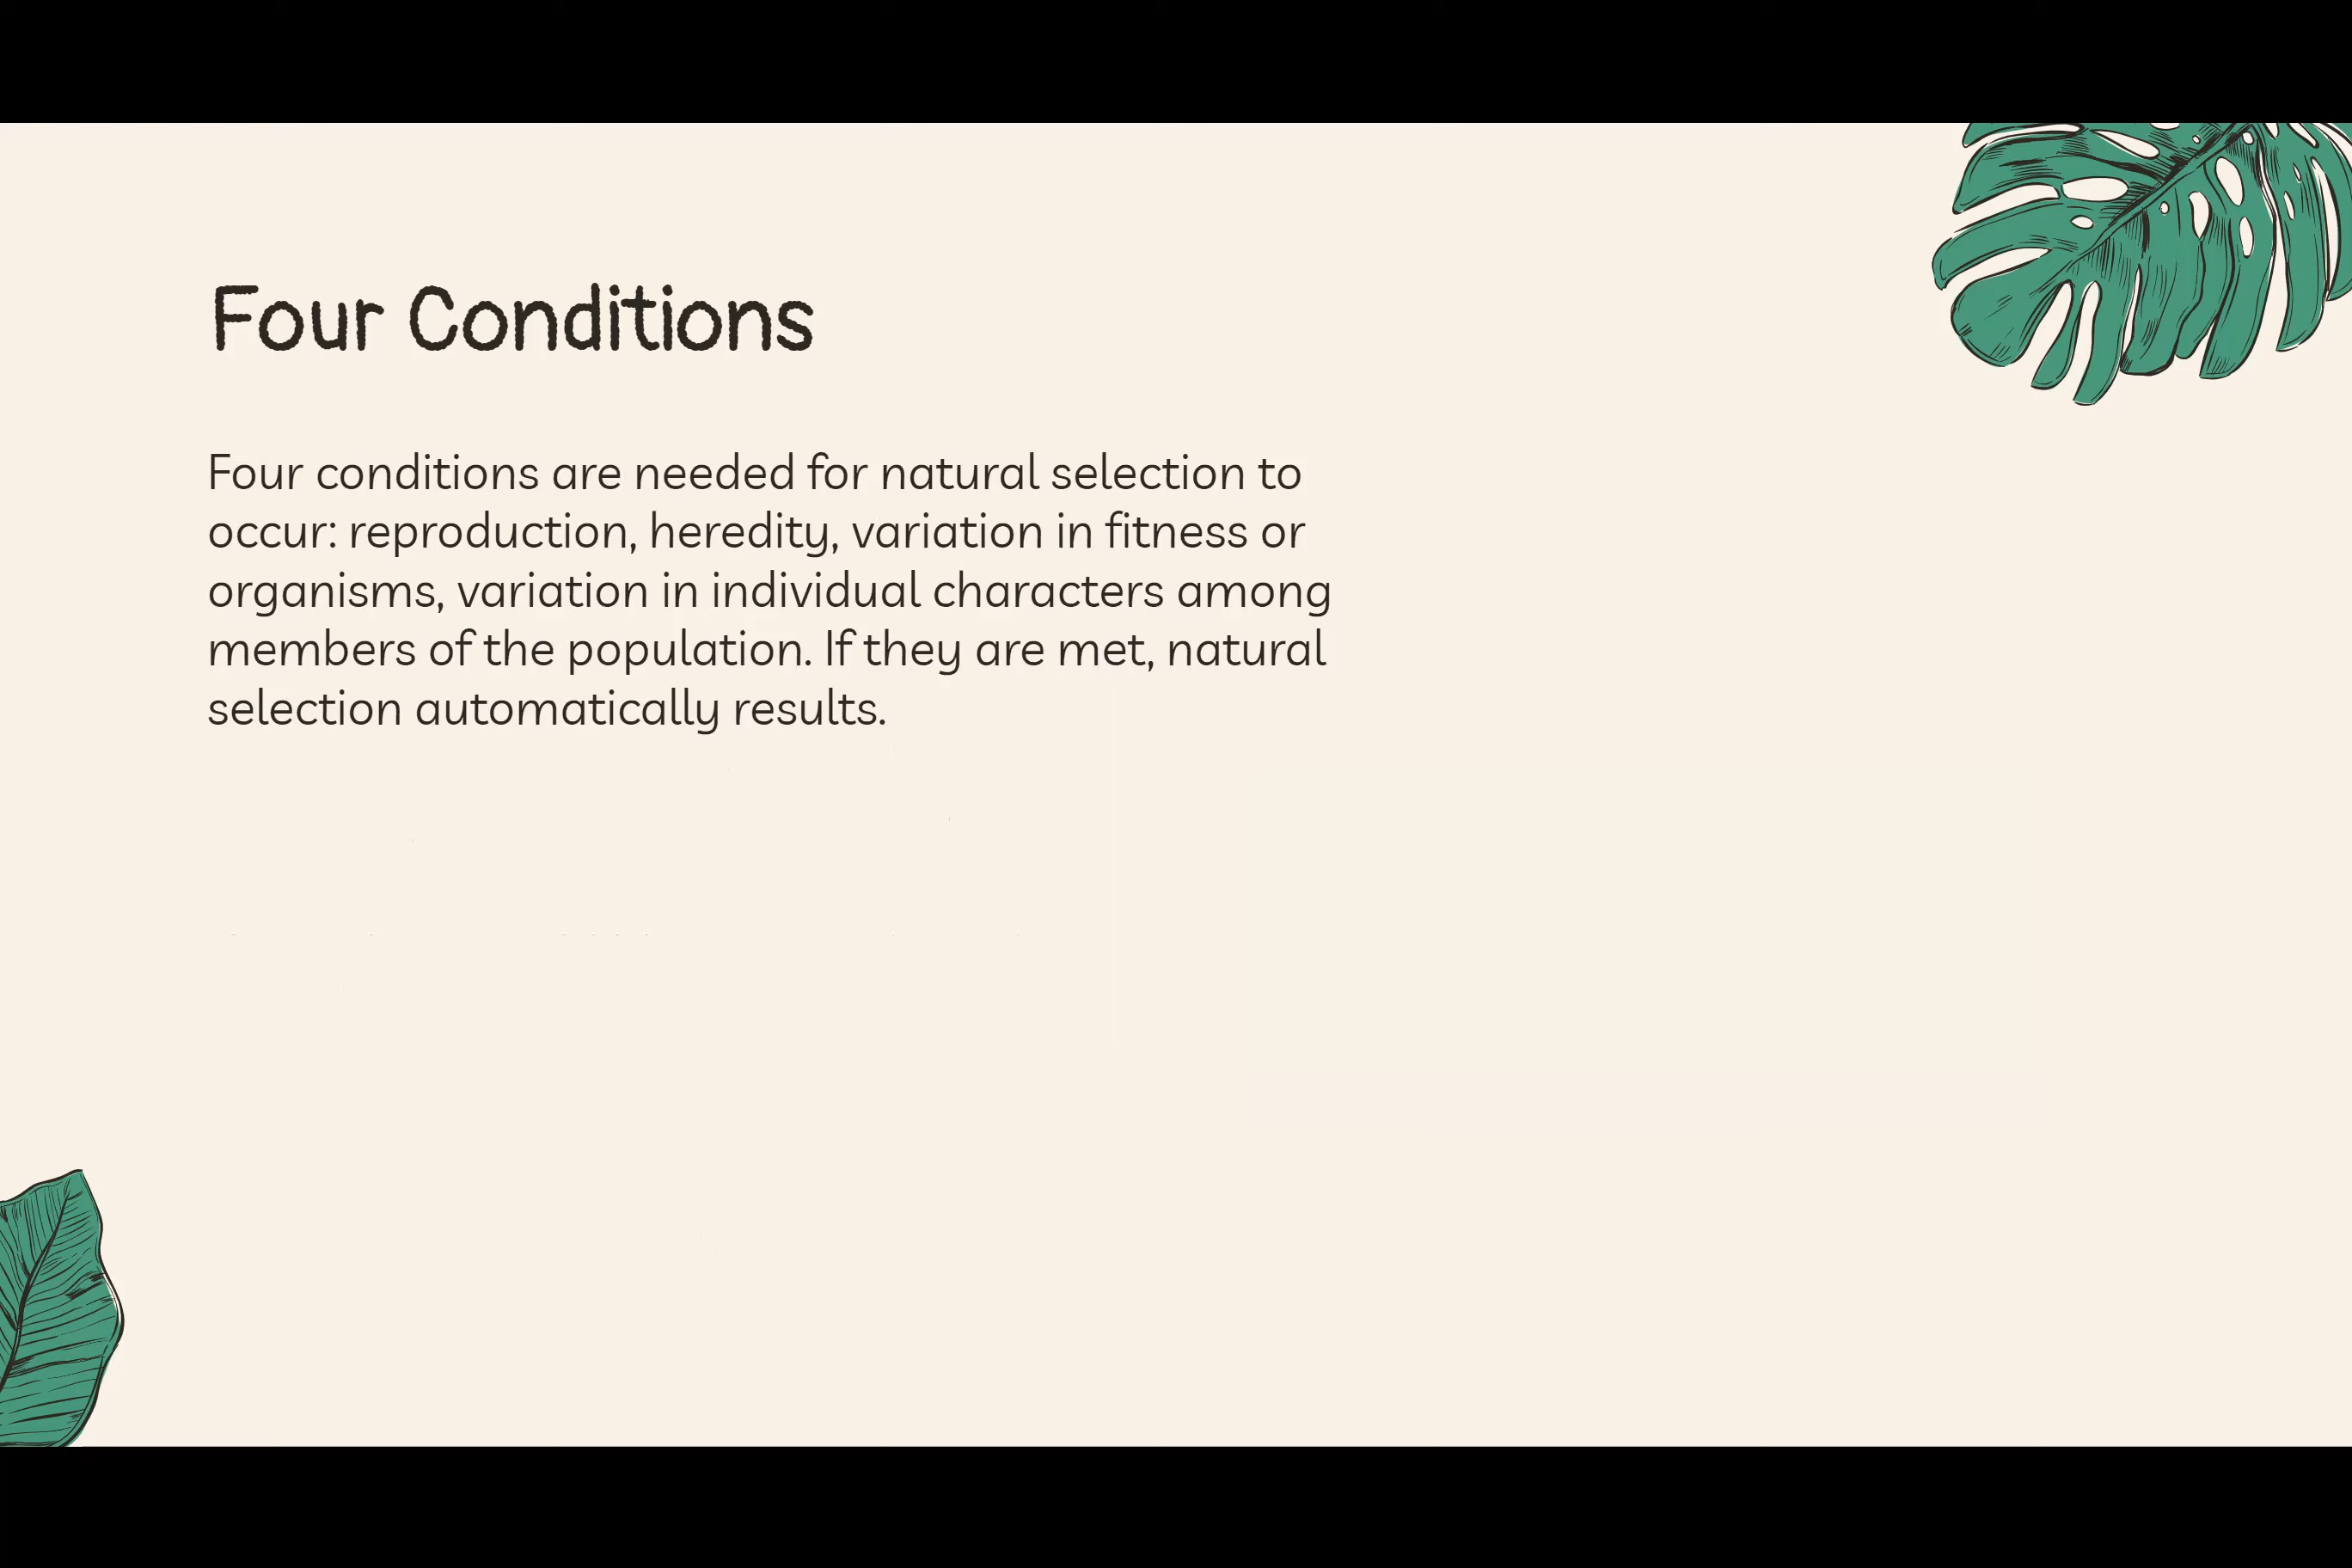 Four Conditions
Four conditions are needed for natural selection to
occur: reproduction, heredity, variation in fitness or
organisms, variation in individual characters among
members of the population. If they are met, natural
selection automatically results.